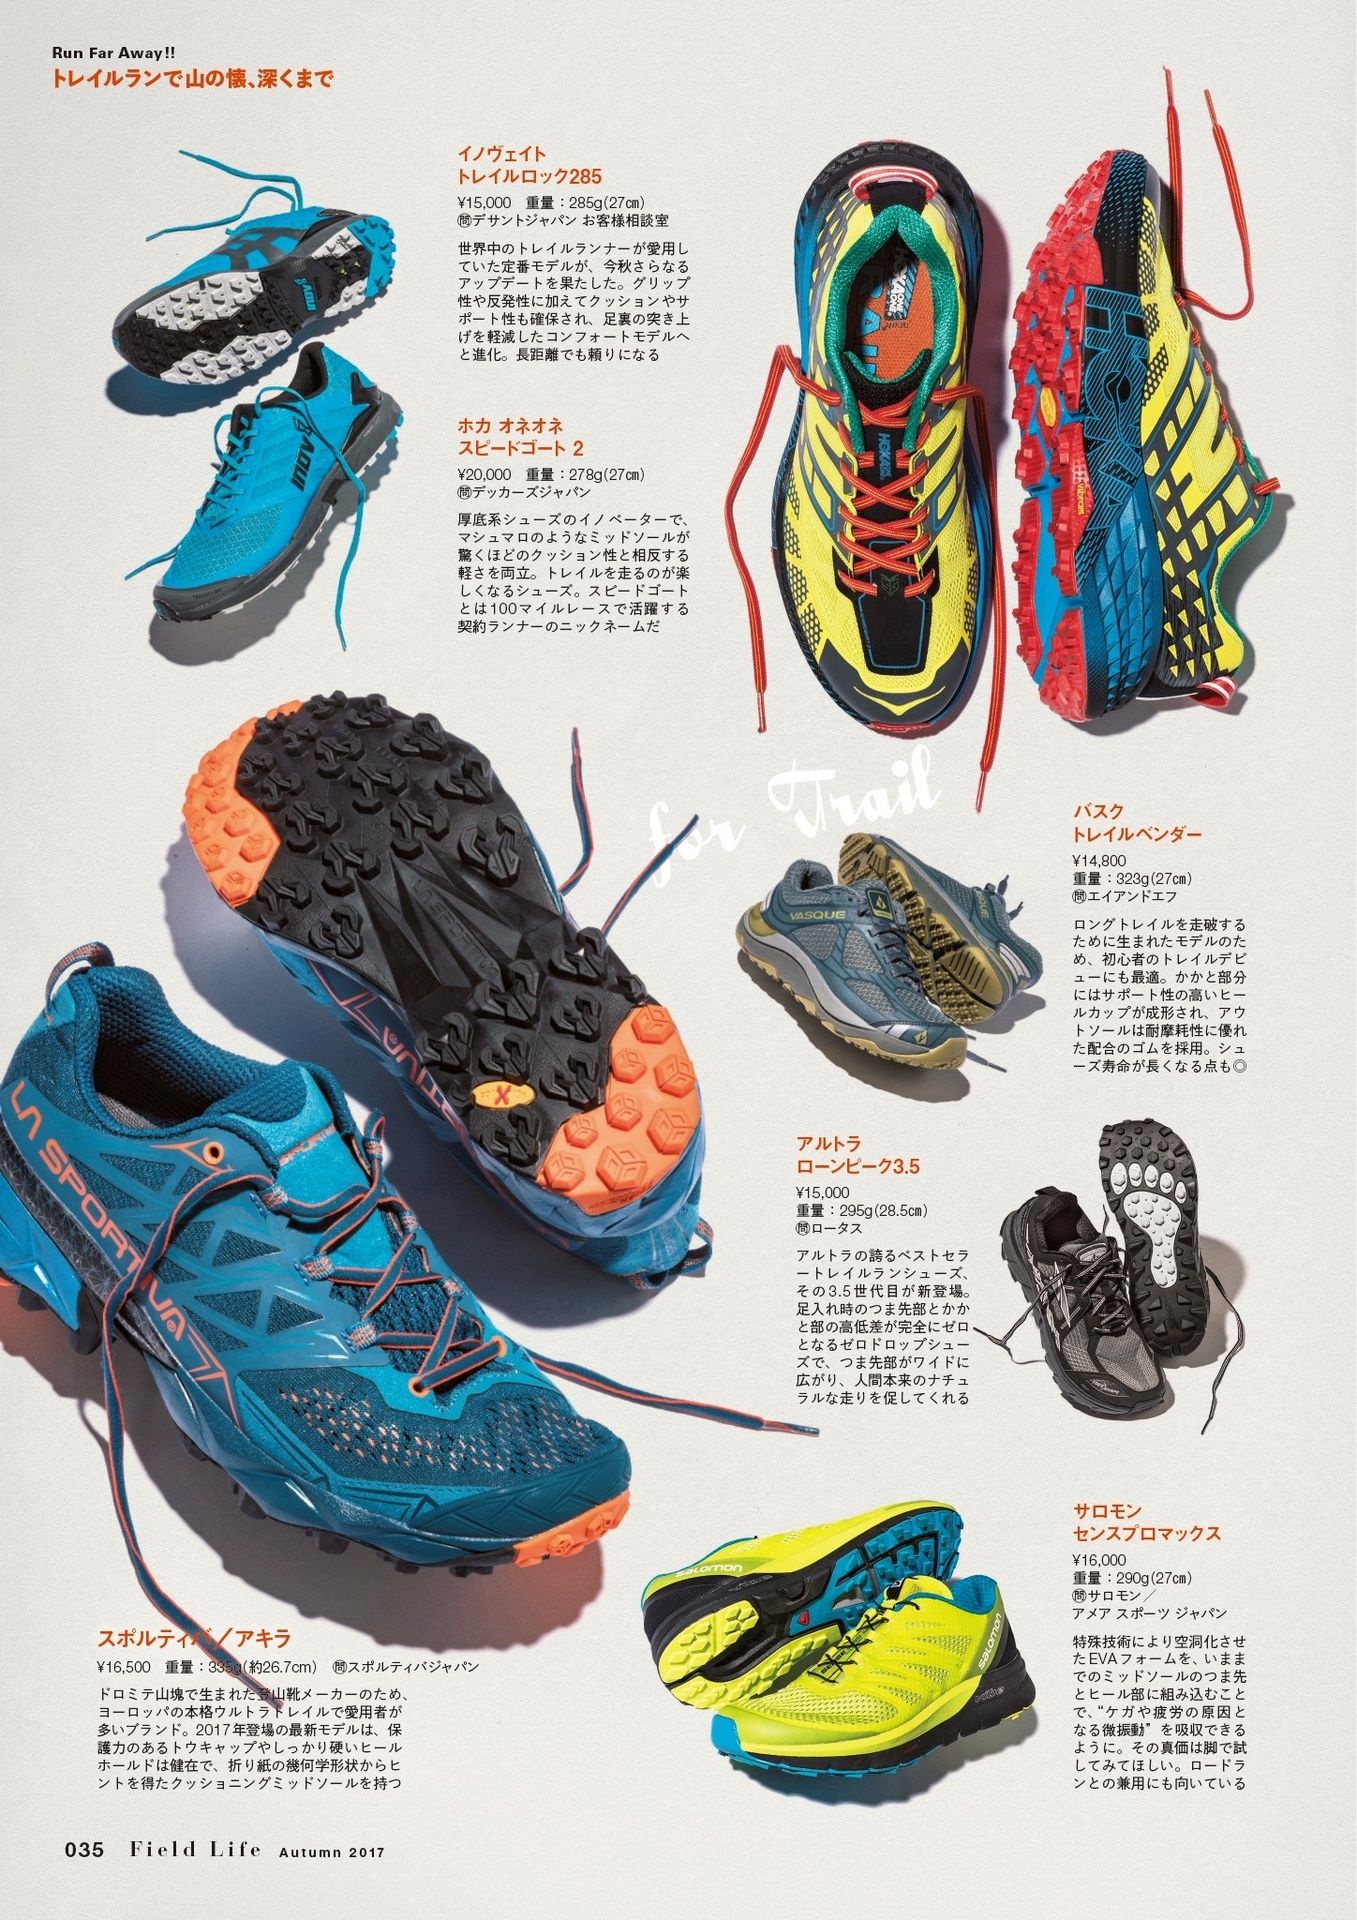 Run Far Away!!
トレイルランで山の懐、深くまで
イノヴェイト
トレイルロック285
¥15,000　重量：285g(27㎝)
問デサントジャパン お客様相談室
世界中のトレイルランナーが愛用し
ていた定番モデルが、今秋さらなる
アップデートを果たした。グリップ
性や反発性に加えてクッションやサ
ポート性も確保され、足裏の突き上
げを軽減したコンフォートモデルへ
と進化。長距離でも頼りになる
ホカ オネオネ
スピードゴート 2
¥20,000　重量：278g(27㎝)
問デッカーズジャパン
厚底系シューズのイノベーターで、
マシュマロのようなミッドソールが
驚くほどのクッション性と相反する
軽さを両立。トレイルを走るのが楽
しくなるシューズ。スピードゴート
とは100マイルレースで活躍する
契約ランナーのニックネームだ
for Trail
バスク
トレイルベンダー
¥14,800
重量：323g(27㎝)
問エイアンドエフ
ロングトレイルを走破する
ために生まれたモデルのた
め、初心者のトレイルデビ
ューにも最適。かかと部分
にはサポート性の高いヒー
ルカップが成形され、アウ
トソールは耐摩耗性に優れ
た配合のゴムを採用。シュ
ーズ寿命が長くなる点も◎
アルトラ
ローンピーク3.5
¥15,000
重量：295g(28.5㎝)
問ロータス
アルトラの誇るベストセラ
ートレイルランシューズ、
その3.5世代目が新登場。
足入れ時のつま先部とかか
と部の高低差が完全にゼロ
となるゼロドロップシュー
ズで、つま先部がワイドに
広がり、人間本来のナチュ
ラルな走りを促してくれる
サロモン
センスプロマックス
¥16,000
重量：290g(27㎝)
問サロモン／
アメア スポーツ ジャパン
特殊技術により空洞化させ
たEVAフォームを、いまま
でのミッドソールのつま先
とヒール部に組み込むこと
で、“ケガや疲労の原因と
なる微振動”を吸収できる
ように。その真価は脚で試
してみてほしい。ロードラ
ンとの兼用にも向いている
スポルティバ／アキラ
¥16,500　重量：335g(約26.7㎝)　問スポルティバジャパン
ドロミテ山塊で生まれた登山靴メーカーのため、
ヨーロッパの本格ウルトラトレイルで愛用者が
多いブランド。2017年登場の最新モデルは、保
護力のあるトウキャップやしっかり硬いヒール
ホールドは健在で、折り紙の幾何学形状からヒ
ントを得たクッショニングミッドソールを持つ
INOV8
HOKA ONE ONE
HOKA
vibram
VASQUE
LA SPORTIVA
salomon
salomon
vibe
035 Field Life Autumn 2017